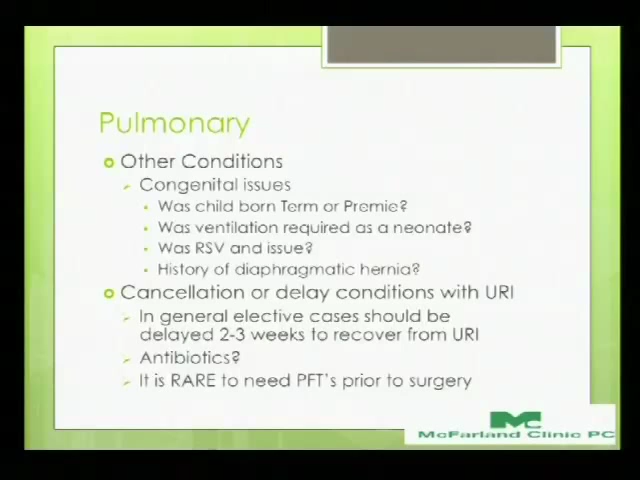 Pulmonary
Other Conditions
Congenital issues
Was child born Term or Premie?
Was ventilation required as a neonate?
Was RSV and issue?
History of diaphragmatic hernia?
Cancellation or delay conditions with URI
In general elective cases should be
delayed 2-3 weeks to recover from URI
Antibiotics?
It is RARE to need PFT's prior to surgery
McFarland Clinic PC